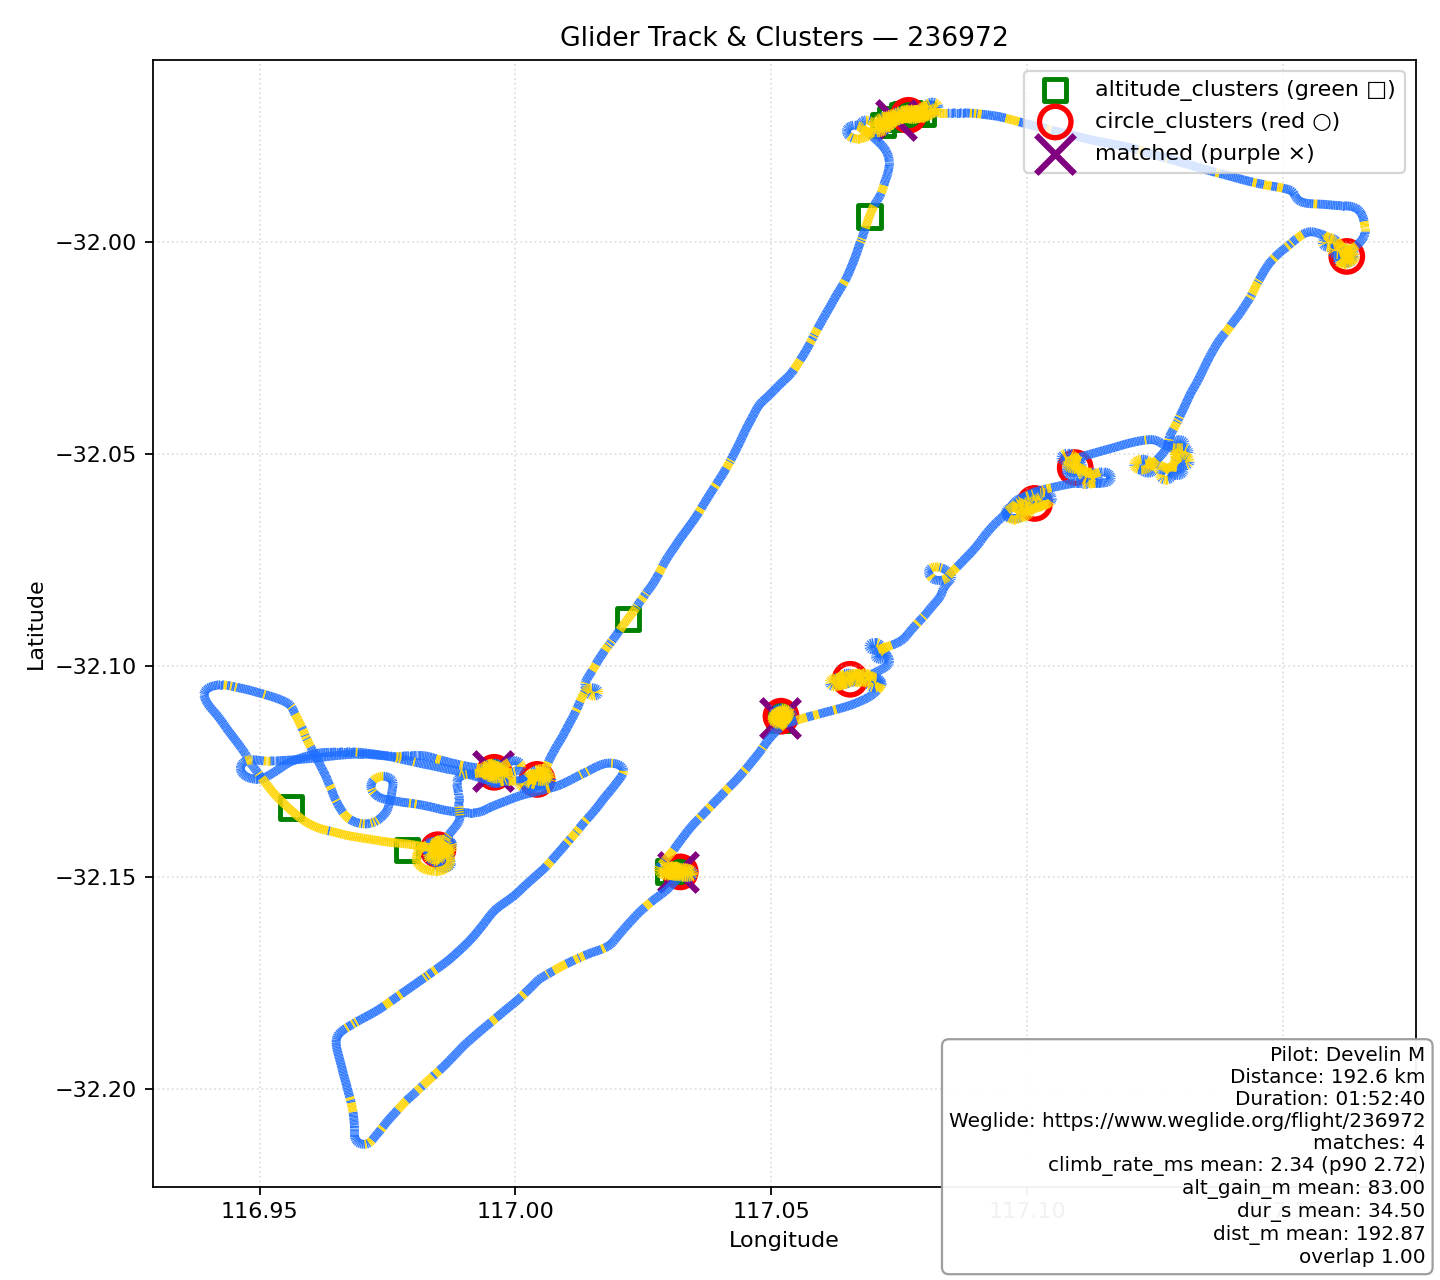 Glider Track & Clusters — 236972
altitude_clusters (green □)
circle_clusters (red ○)
matched (purple ×)
−32.00
−32.05
−32.10
−32.15
−32.20
Latitude
116.95
117.00
117.05
117.10
Longitude
Pilot: Develin M
Distance: 192.6 km
Duration: 01:52:40
Weglide: https://www.weglide.org/flight/236972
matches: 4
climb_rate_ms mean: 2.34 (p90 2.72)
alt_gain_m mean: 83.00
dur_s mean: 34.50
dist_m mean: 192.87
overlap 1.00